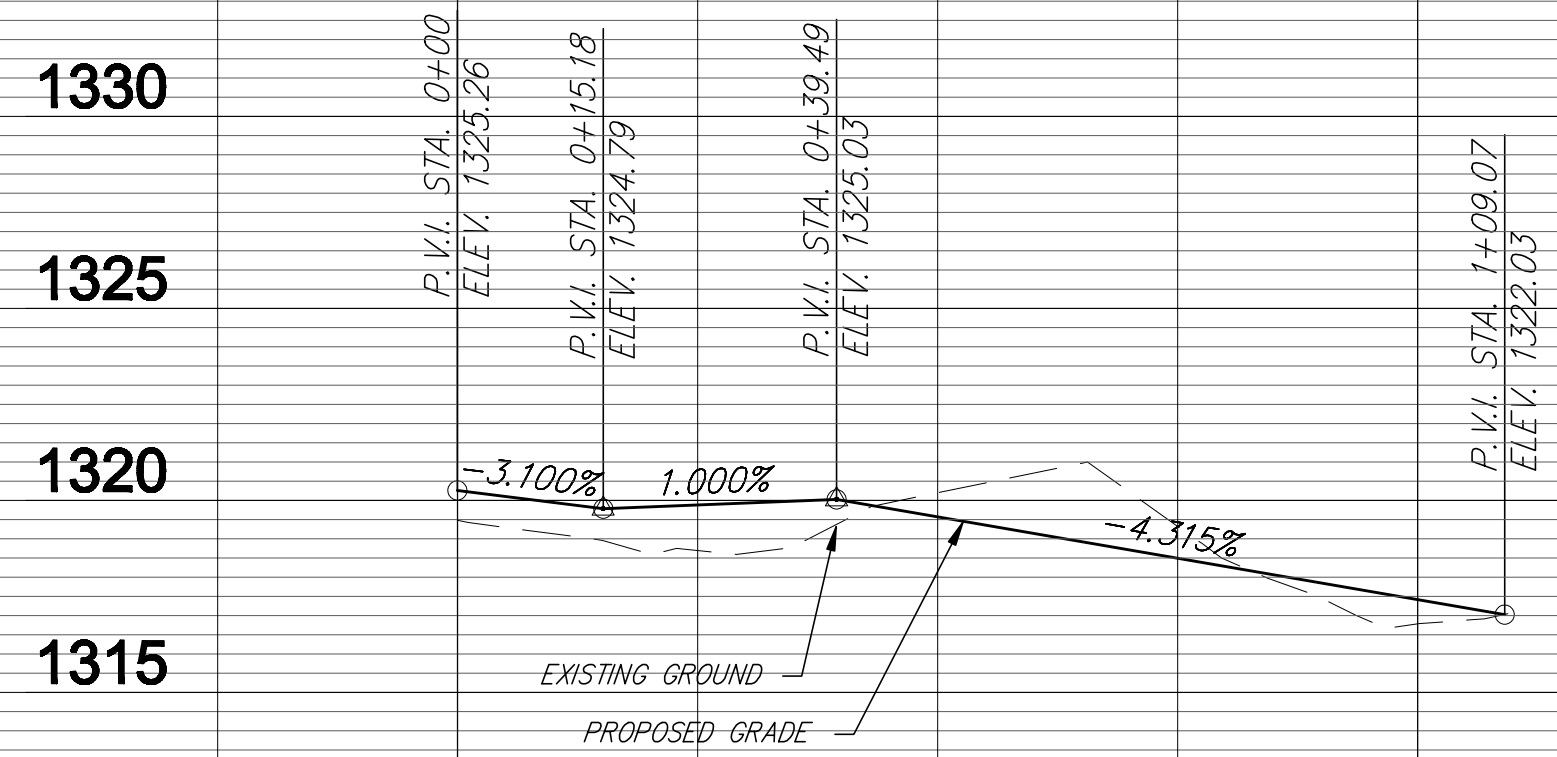 1330
1325
1320
1315
P.V.I. STA. 0+00
ELEV. 1325.26
P.V.I. STA. 0+15.18
ELEV. 1324.79
P.V.I. STA. 0+39.49
ELEV. 1325.03
P.V.I. STA. 1+09.07
ELEV. 1322.03
-3.100%
1.000%
-4.315%
EXISTING GROUND
PROPOSED GRADE